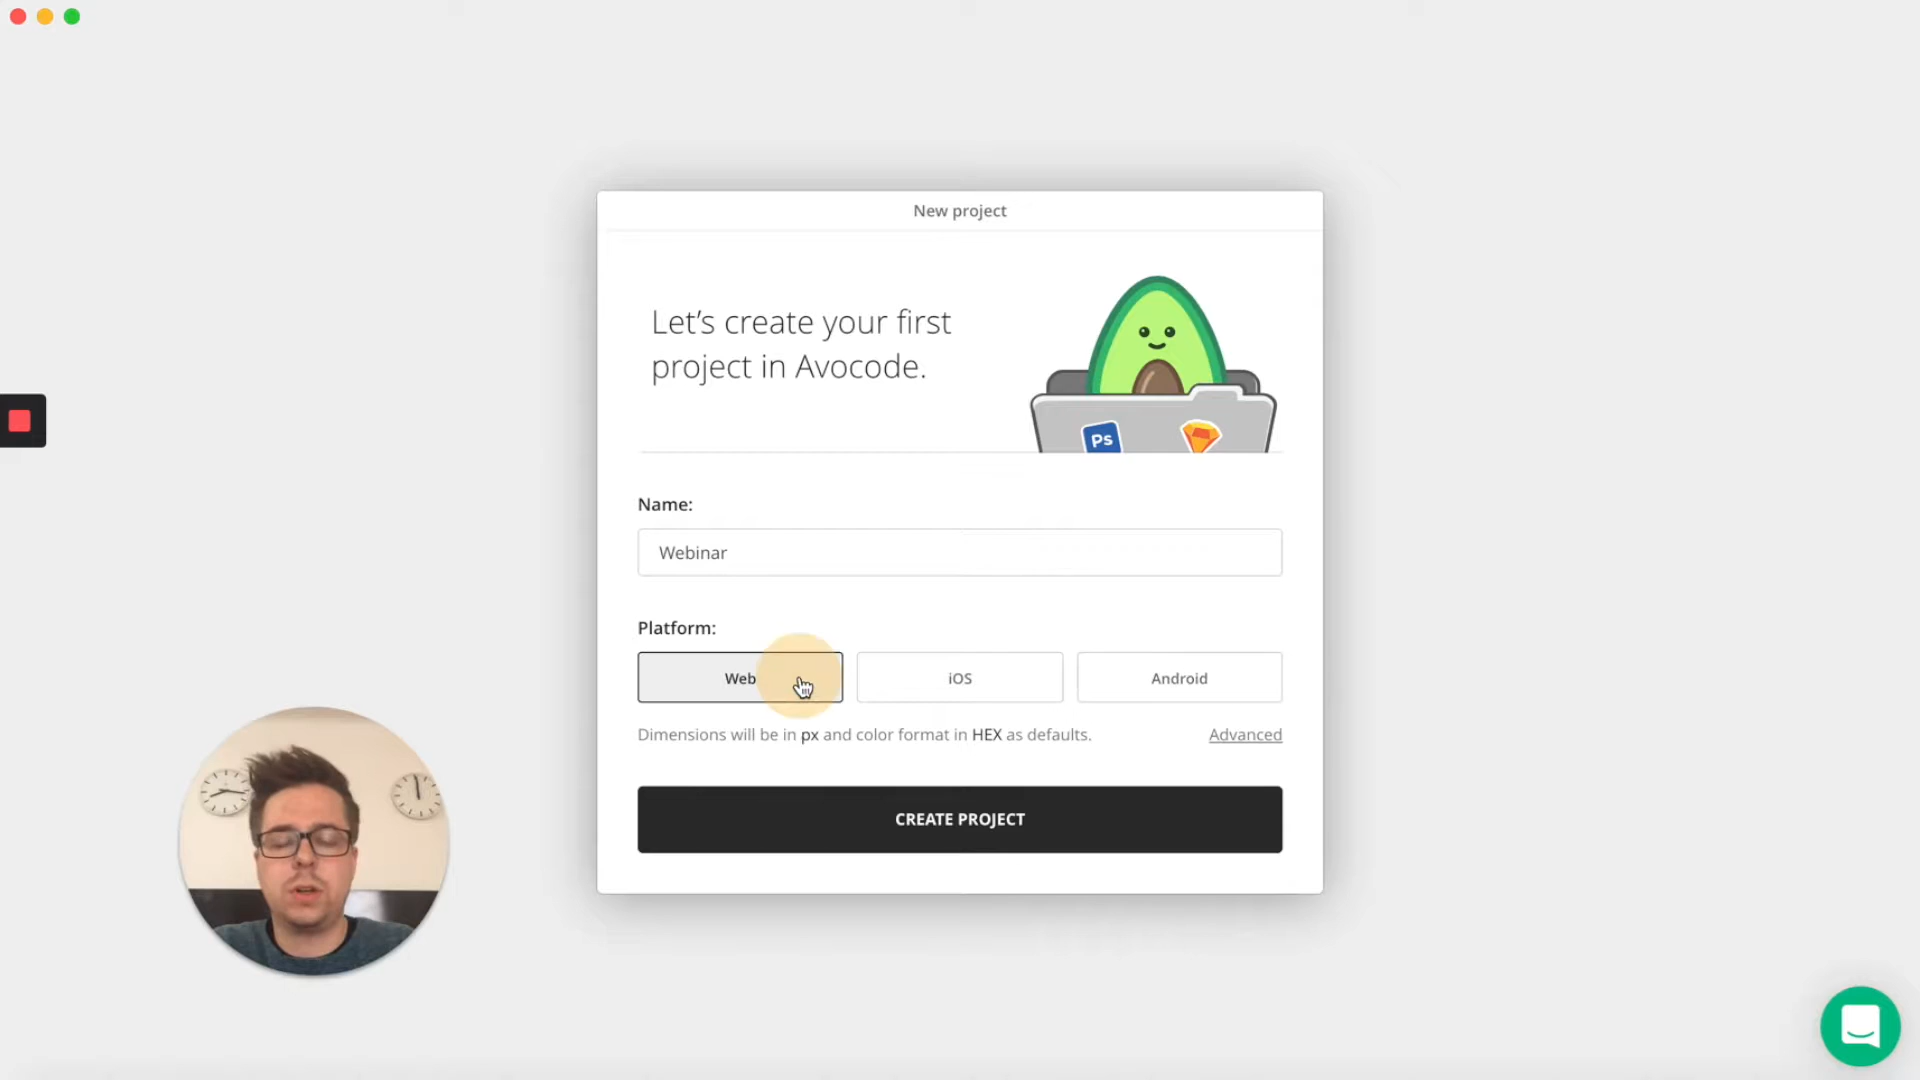 New project
Let's create your first
project in Avocode.
Ps
Name:
Webinar
Platform:
Web
iOS
Android
Dimensions will be in px and color format in HEX as defaults.
Advanced
CREATE PROJECT